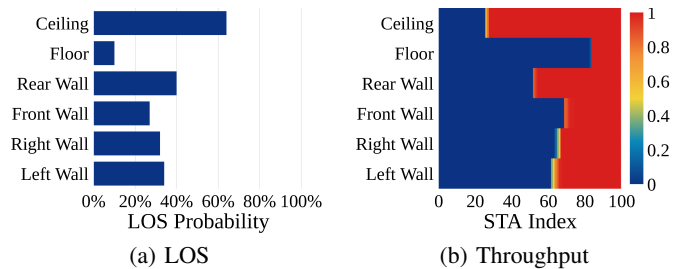 Ceiling
Floor
Rear Wall
Front Wall
Right Wall
Left Wall
0% 20% 40% 60% 80% 100%
LOS Probability
(a) LOS
Ceiling
Floor
Rear Wall
Front Wall
Right Wall
Left Wall
0 20 40 60 80 100
STA Index
1
0.8
0.6
0.4
0.2
0
(b) Throughput